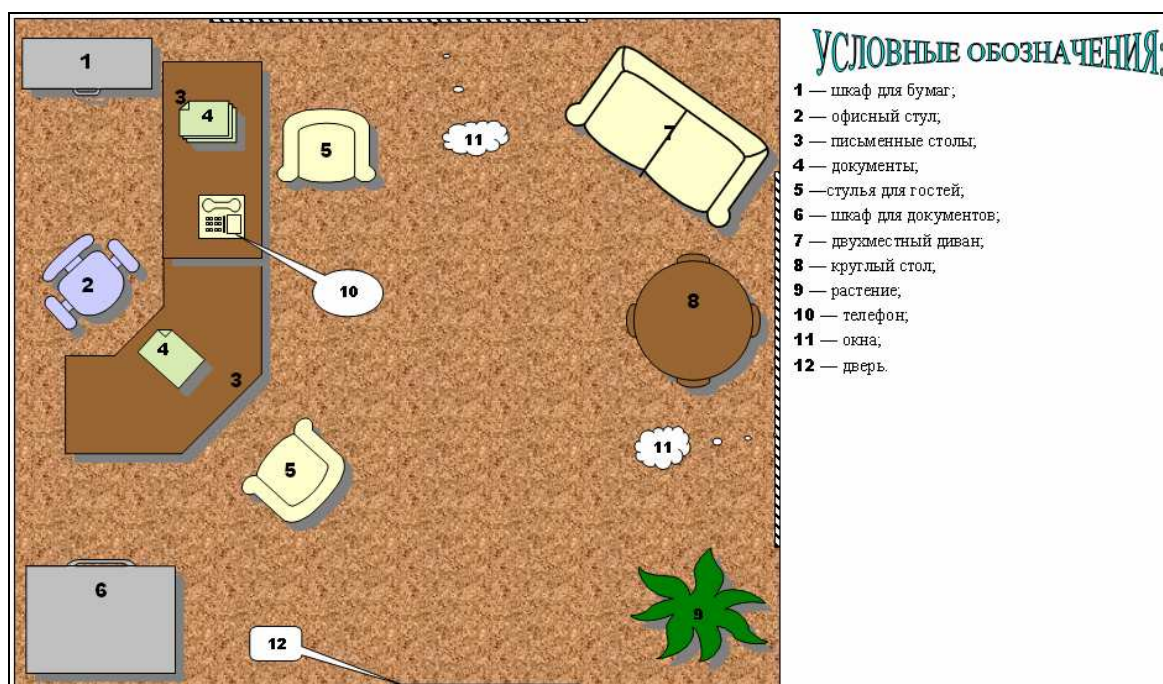 1
3
4
5
11
7
2
10
8
4
3
11
5
6
9
12
УСЛОВНЫЕ ОБОЗНАЧЕНИЯ:
1 — шкаф для бумаг;
2 — офисный стул;
3 — письменные столы;
4 — документы;
5 —стулья для гостей;
6 — шкаф для документов;
7 — двухместный диван;
8 — круглый стол;
9 — растение;
10 — телефон;
11 — окна;
12 — дверь.